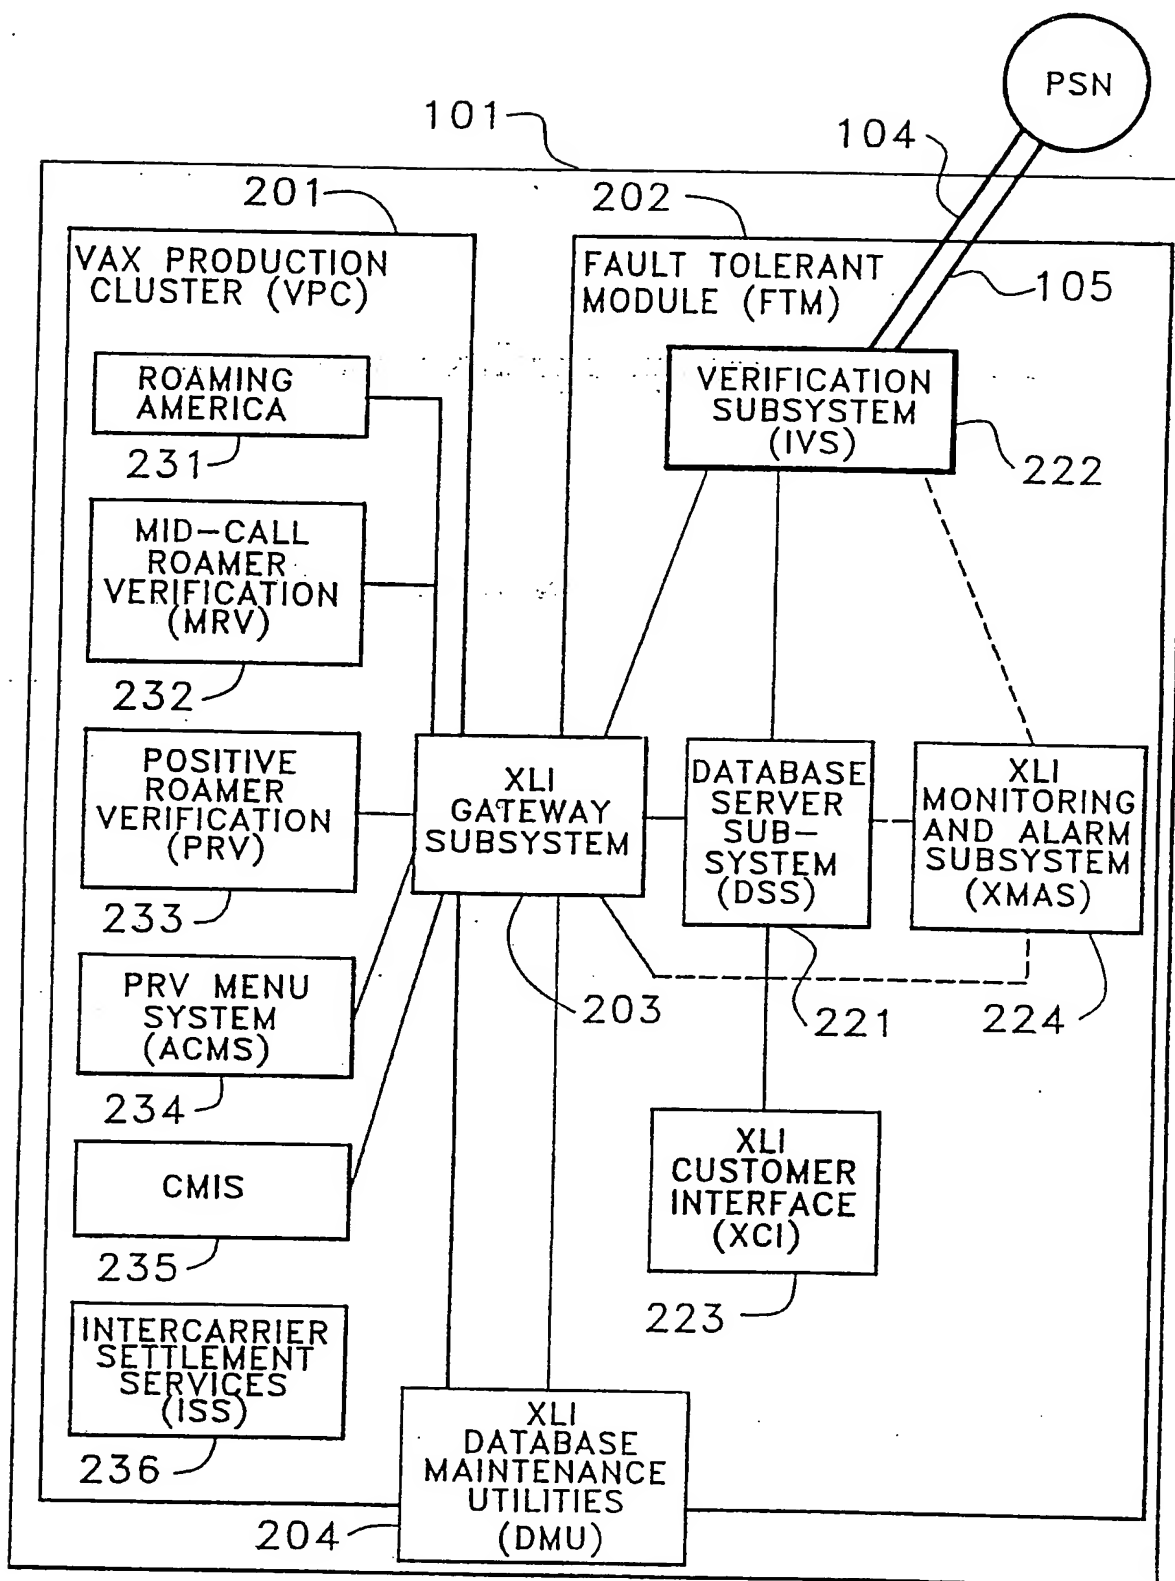 PSN
101
104
201
202
105
VAX PRODUCTION
CLUSTER (VPC)
FAULT TOLERANT
MODULE (FTM)
ROAMING
AMERICA
231
VERIFICATION
SUBSYSTEM
(IVS)
222
MID-CALL
ROAMER
VERIFICATION
(MRV)
232
POSITIVE
ROAMER
VERIFICATION
(PRV)
233
XLI
GATEWAY
SUBSYSTEM
203
DATABASE
SERVER
SUB-
SYSTEM
(DSS)
221
XLI
MONITORING
AND ALARM
SUBSYSTEM
(XMAS)
224
PRV MENU
SYSTEM
(ACMS)
234
CMIS
235
XLI
CUSTOMER
INTERFACE
(XCI)
223
INTERCARRIER
SETTLEMENT
SERVICES
(ISS)
236
XLI
DATABASE
MAINTENANCE
UTILITIES
(DMU)
204